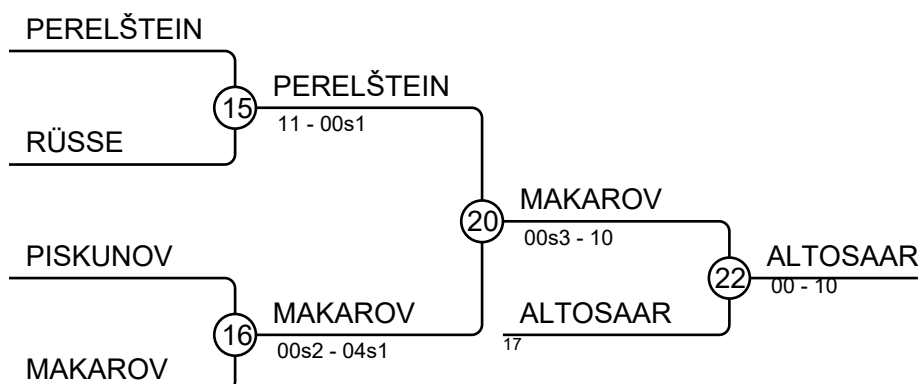 PERELŠTEIN
15
PERELŠTEIN
11 - 00s1
RÜSSE
20
MAKAROV
00s3 - 10
PISKUNOV
22
ALTOSAAR
00 - 10
16
MAKAROV
00s2 - 04s1
ALTOSAAR
17
MAKAROV